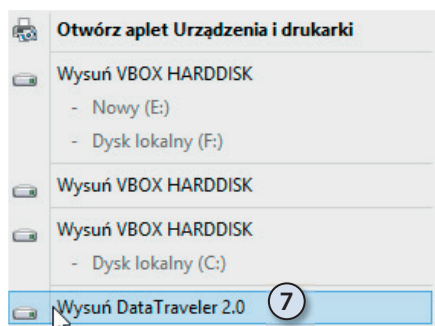 Otwórz aplet Urządzenia i drukarki
Wysuń VBOX HARDDISK
- Nowy (E:)
- Dysk lokalny (F:)
Wysuń VBOX HARDDISK
Wysuń VBOX HARDDISK
- Dysk lokalny (C:)
Wysuń DataTraveler 2.0 7